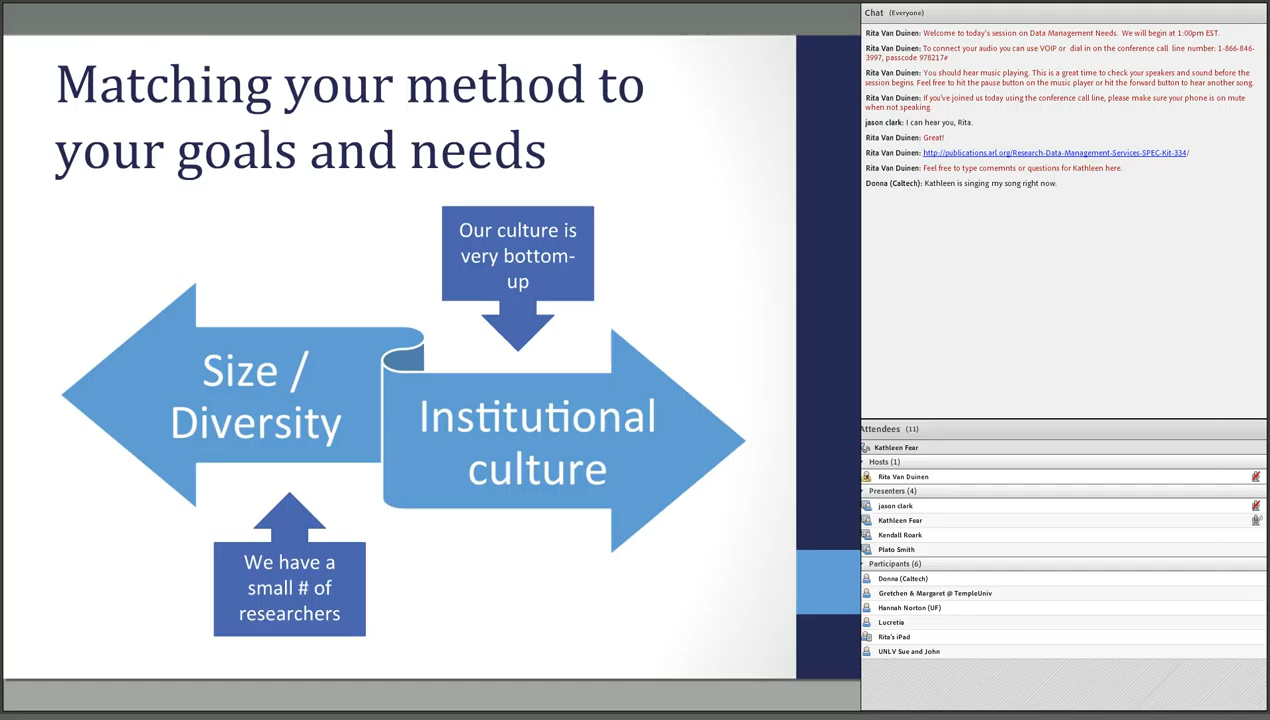 Matching your method to
your goals and needs
Our culture is
very bottom-
up
Size /
Diversity
Institutional
culture
We have a
small # of
researchers
Chat (Everyone)
Rita Van Duinen: Welcome to today's session on Data Management Needs. We will begin at 1:00pm EST.
Rita Van Duinen: To connect your audio you can use VOIP or dial in on the conference call line number: 1-866-846-
3997, passcode 978217#
Rita Van Duinen: You should hear music playing. This is a great time to check your speakers and sound before the
session begins. Feel free to hit the pause button on the music player or hit the forward button to hear another song.
Rita Van Duinen: If you've joined us today using the conference call line, please make sure your phone is on mute
when not speaking.
jason clark: I can hear you, Rita.
Rita Van Duinen: Great!
Rita Van Duinen: http://publications.arl.org/Research-Data-Management-Services-SPEC-Kit-334/
Rita Van Duinen: Feel free to type comemnts or questions for Kathleen here.
Donna (Caltech): Kathleen is singing my song right now.
Attendees (11)
Kathleen Fear
Hosts (1)
Rita Van Duinen
Presenters (4)
jason clark
Kathleen Fear
Kendall Roark
Plato Smith
Participants (6)
Donna (Caltech)
Gretchen & Margaret @ TempleUniv
Hannah Norton (UF)
Lucretia
Rita's iPad
UNLV Sue and John